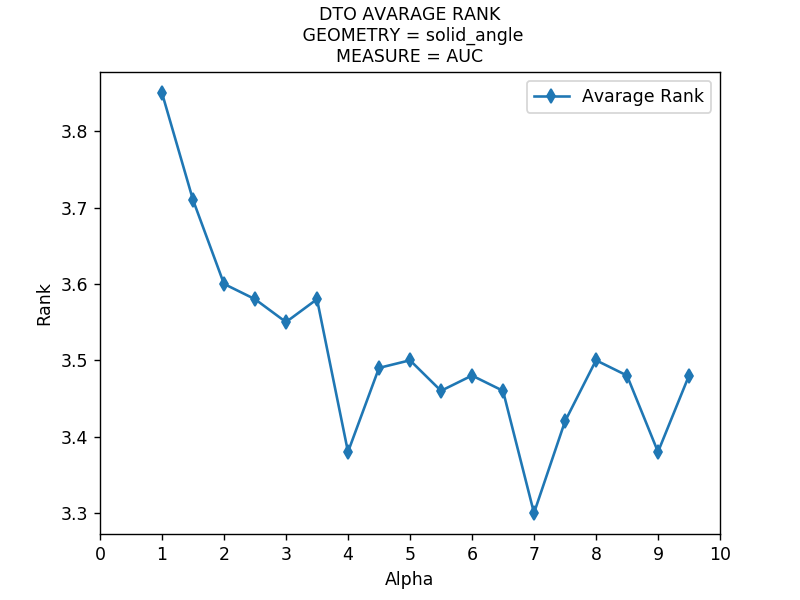 DTO AVARAGE RANK
GEOMETRY = solid_angle
MEASURE = AUC
Avarage Rank
3.8
3.7
3.6
3.5
3.4
3.3
Rank
0 1 2 3 4 5 6 7 8 9 10
Alpha